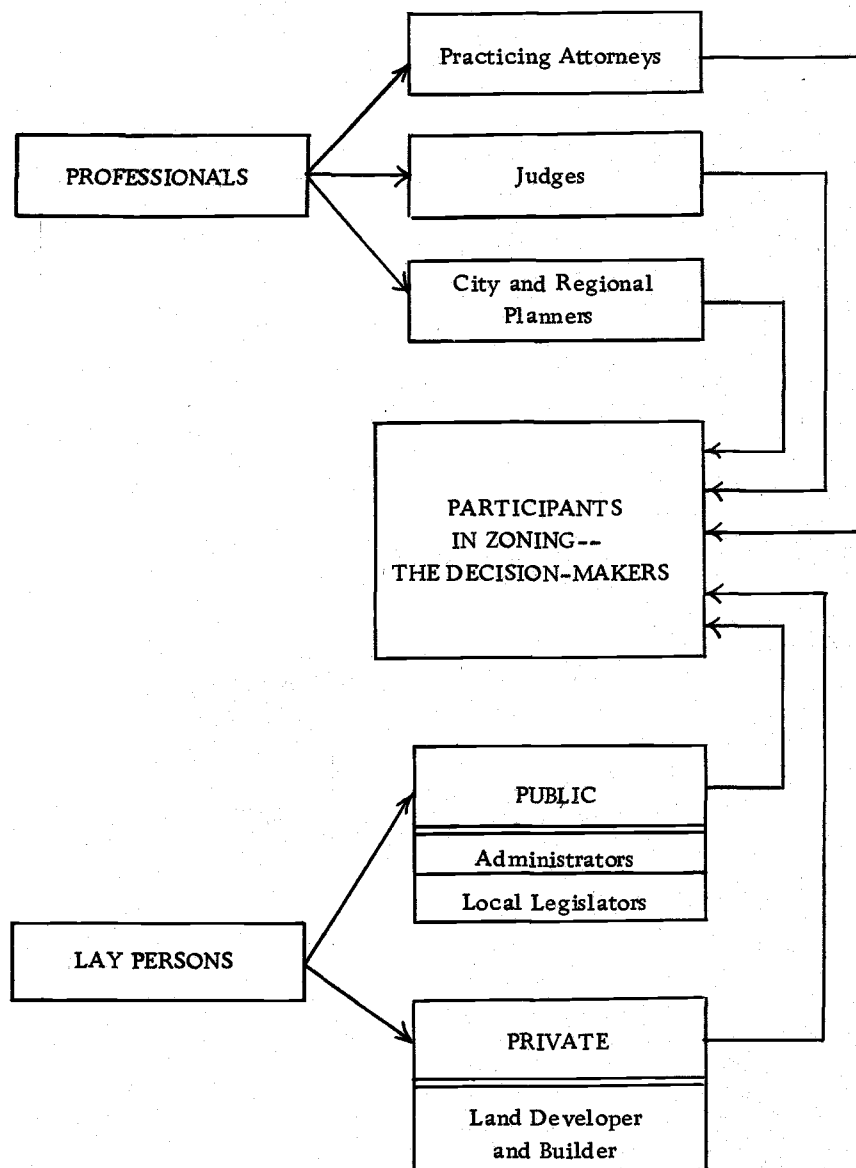 Practicing Attorneys
PROFESSIONALS
Judges
City and Regional
Planners
PARTICIPANTS
IN ZONING--
THE DECISION-MAKERS
PUBLIC
Administrators
Local Legislators
LAY PERSONS
PRIVATE
Land Developer
and Builder